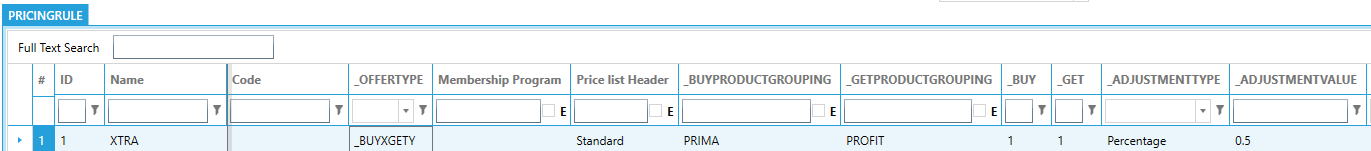 PRICINGRULE
Full Text Search
# ID Name Code _OFFERTYPE Membership Program Price list Header _BUYPRODUCTGROUPING _GETPRODUCTGROUPING _BUY _GET _ADJUSTMENTTYPE _ADJUSTMENTVALUE
E E E E
1 1 XTRA _BUYXGETY Standard PRIMA PROFIT 1 1 Percentage 0.5